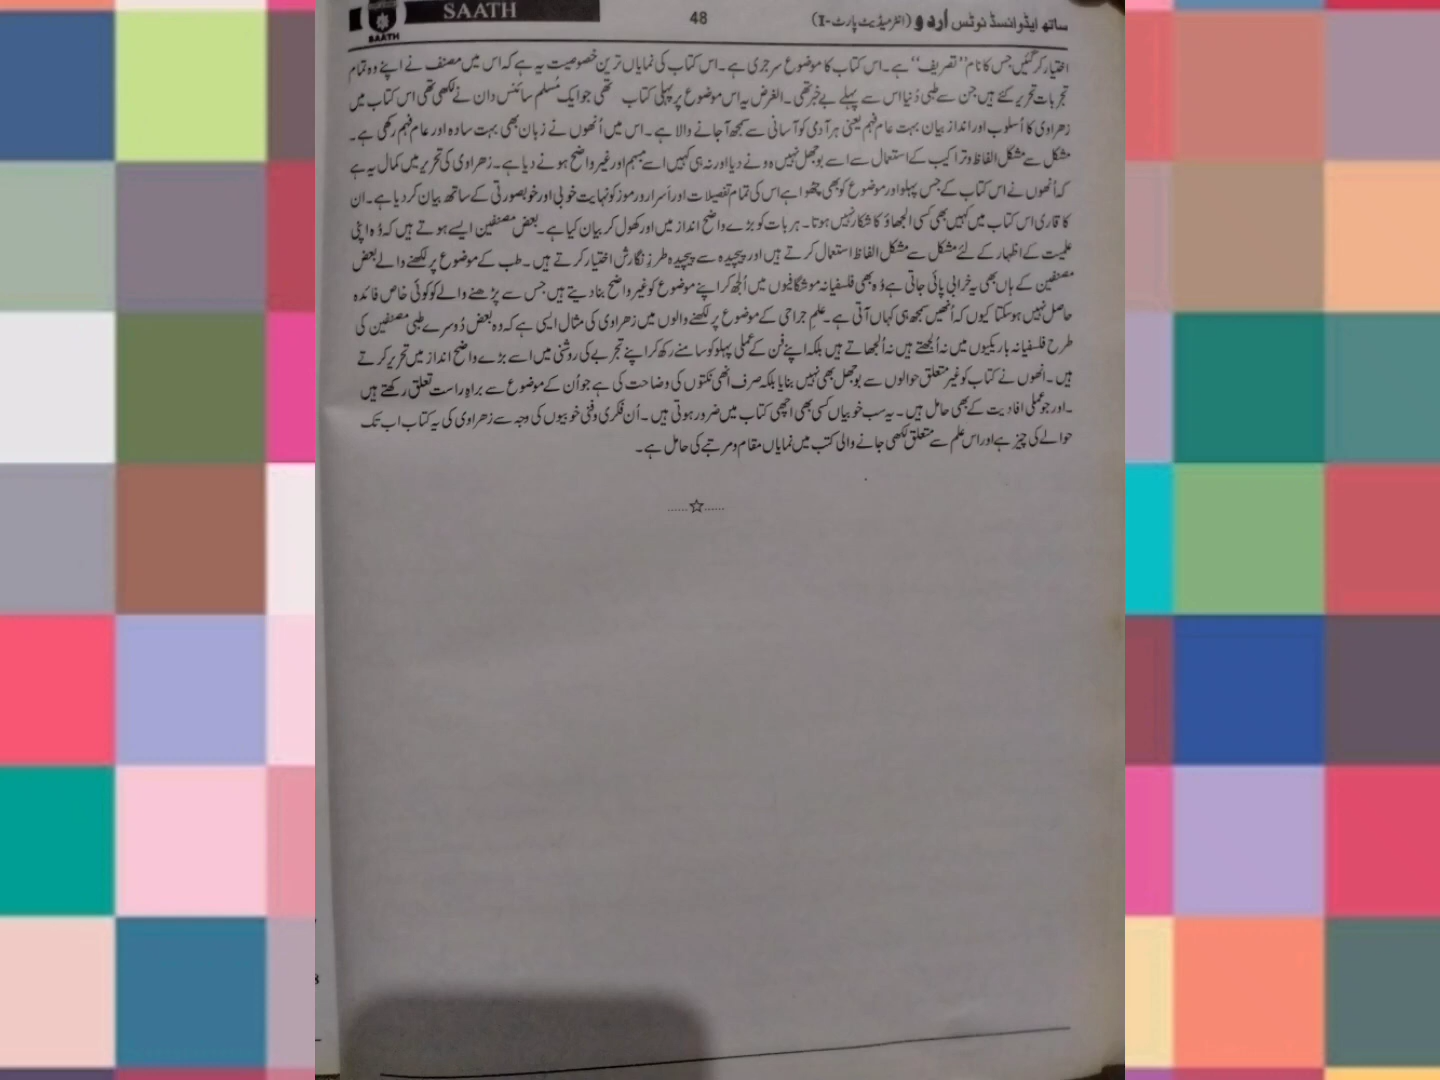 SAATH
SAATH
48
ساتھ ایڈوانسڈ نوٹس اردو (انٹرمیڈیٹ پارٹ-I)
اختیار کر گئیں جس کا نام ''تصریف'' ہے۔ اس کتاب کا موضوع سرجری ہے۔ اس کتاب کی نمایاں ترین خصوصیت یہ ہے کہ اس میں مصنف نے اپنے وہ تمام
تجربات تحریر کئے ہیں جن سے طبی دُنیا اس سے پہلے بے خبر تھی۔ الغرض یہ اس موضوع پر پہلی کتاب تھی جو ایک مُسلم سائنس دان نے لکھی تھی اس کتاب میں
زھراوی کا اُسلوب اور انداز بیان بہت عام فہم یعنی ہر آدمی کو آسانی سے سمجھ آ جانے والا ہے۔ اس میں اُنھوں نے زبان بھی بہت سادہ اور عام فہم رکھی ہے۔
مشکل سے مشکل الفاظ و تراکیب کے استعمال سے اسے بوجھل نہیں ہونے دیا اور نہ ہی کہیں اسے مبہم اور غیر واضح ہونے دیا ہے۔ زھراوی کی تحریر میں کمال یہ ہے
کہ اُنھوں نے اس کتاب کے جس پہلو اور موضوع کو بھی چھوا ہے اس کی تمام تفصیلات اور اَسرار و رموز کو نہایت خوبی اور خوبصورتی کے ساتھ بیان کر دیا ہے۔ ان
کا قاری اس کتاب میں کہیں بھی کسی الجھاؤ کا شکار نہیں ہوتا۔ ہر بات کو بڑے واضح انداز میں اور کھول کر بیان کیا ہے۔ بعض مصنفین ایسے ہوتے ہیں کہ وُہ اپنی
علمیت کے اظہار کے لئے مشکل سے مشکل الفاظ استعمال کرتے ہیں اور پیچیدہ سے پیچیدہ طرزِ نگارش اختیار کرتے ہیں۔ طب کے موضوع پر لکھنے والے بعض
مصنفین کے ہاں بھی یہ خرابی پائی جاتی ہے وُہ بھی فلسفیانہ موشگافیوں میں اُلجھ کر اپنے موضوع کو غیر واضح بنا دیتے ہیں جس سے پڑھنے والے کو کوئی خاص فائدہ
حاصل نہیں ہو سکتا کیوں کہ اُنھیں سمجھ ہی کہاں آتی ہے۔ علمِ جراحی کے موضوع پر لکھنے والوں میں زھراوی کی مثال ایسی ہے کہ وہ بعض دُوسرے طبی مصنفین کی
طرح فلسفیانہ باریکیوں میں نہ اُلجھتے ہیں نہ اُلجھاتے ہیں بلکہ اپنے فن کے عملی پہلو کو سامنے رکھ کر اپنے تجربے کی روشنی میں اسے بڑے واضح انداز میں تحریر کرتے
ہیں۔ انھوں نے کتاب کو غیر متعلق حوالوں سے بوجھل بھی نہیں بنایا بلکہ صرف انھی نکتوں کی وضاحت کی ہے جو اُن کے موضوع سے براہِ راست تعلق رکھتے ہیں
۔اور جو عملی افادیت کے بھی حامل ہیں۔ یہ سب خوبیاں کسی بھی اچھی کتاب میں ضرور ہوتی ہیں۔ اُن فکری و فنی خوبیوں کی وجہ سے زھراوی کی یہ کتاب اب تک
حوالے کی چیز ہے اور اس علم سے متعلق لکھی جانے والی کتب میں نمایاں مقام و مرتبے کی حامل ہے۔
......☆......